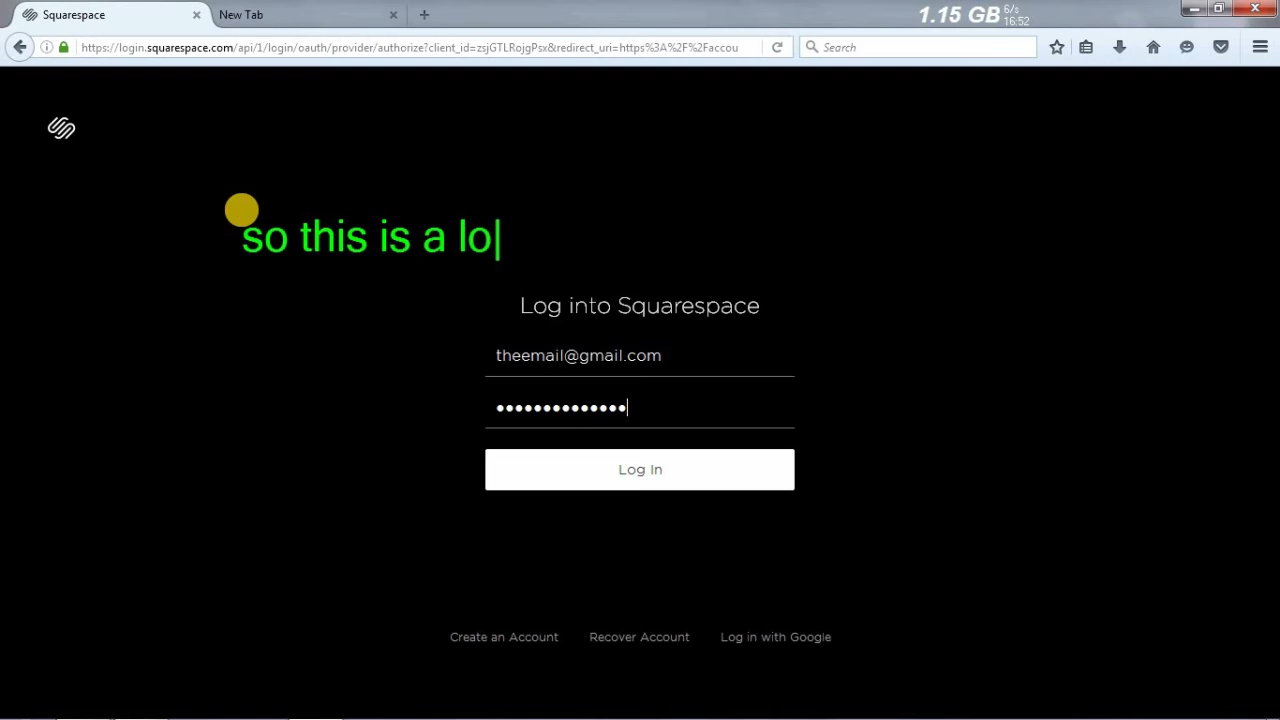 Squarespace
New Tab
1.15 GB 6/s
16:52
https://login.squarespace.com/api/1/login/oauth/provider/authorize?client_id=zsjGTLRojgPsx&redirect_uri=https%3A%2F%2Faccou
Search
so this is a lo
Log into Squarespace
theemail@gmail.com
••••••••••••••
Log In
Create an Account Recover Account Log in with Google